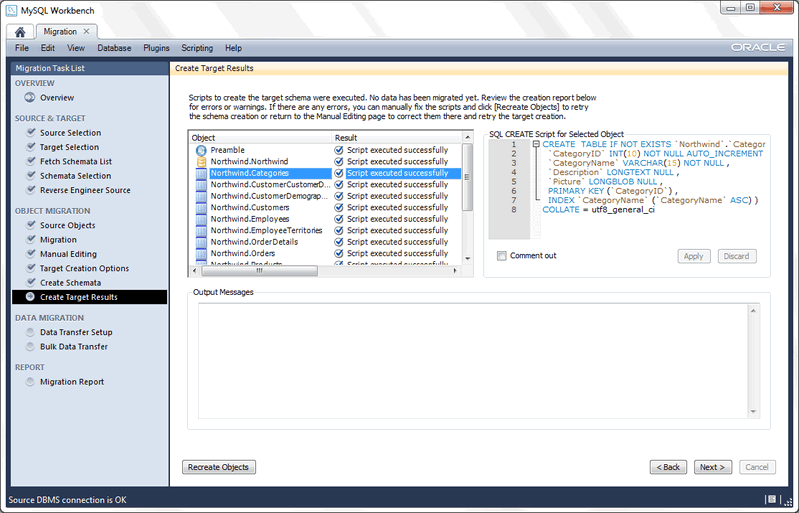 MySQL Workbench
Migration
File Edit View Database Plugins Scripting Help
ORACLE
Migration Task List
OVERVIEW
Overview
SOURCE & TARGET
Source Selection
Target Selection
Fetch Schemata List
Schemata Selection
Reverse Engineer Source
OBJECT MIGRATION
Source Objects
Migration
Manual Editing
Target Creation Options
Create Schemata
Create Target Results
DATA MIGRATION
Data Transfer Setup
Bulk Data Transfer
REPORT
Migration Report
Create Target Results
Scripts to create the target schema were executed. No data has been migrated yet. Review the creation report below
for errors or warnings. If there are any errors, you can manually fix the scripts and click [Recreate Objects] to retry
the schema creation or return to the Manual Editing page to correct them there and retry the target creation.
Object Result
Preamble Script executed successfully
Northwind.Northwind Script executed successfully
Northwind.Categories Script executed successfully
Northwind.CustomerCustomerD... Script executed successfully
Northwind.CustomerDemograp... Script executed successfully
Northwind.Customers Script executed successfully
Northwind.Employees Script executed successfully
Northwind.EmployeeTerritories Script executed successfully
Northwind.OrderDetails Script executed successfully
Northwind.Orders Script executed successfully
Northwind.Products Script executed successfully
SQL CREATE Script for Selected Object
1 CREATE TABLE IF NOT EXISTS `Northwind`.`Categor
2 `CategoryID` INT(10) NOT NULL AUTO_INCREMENT
3 `CategoryName` VARCHAR(15) NOT NULL ,
4 `Description` LONGTEXT NULL ,
5 `Picture` LONGBLOB NULL ,
6 PRIMARY KEY (`CategoryID`) ,
7 INDEX `CategoryName` (`CategoryName` ASC) )
8 COLLATE = utf8_general_ci
Comment out
Apply Discard
Output Messages
Recreate Objects
< Back Next > Cancel
Source DBMS connection is OK